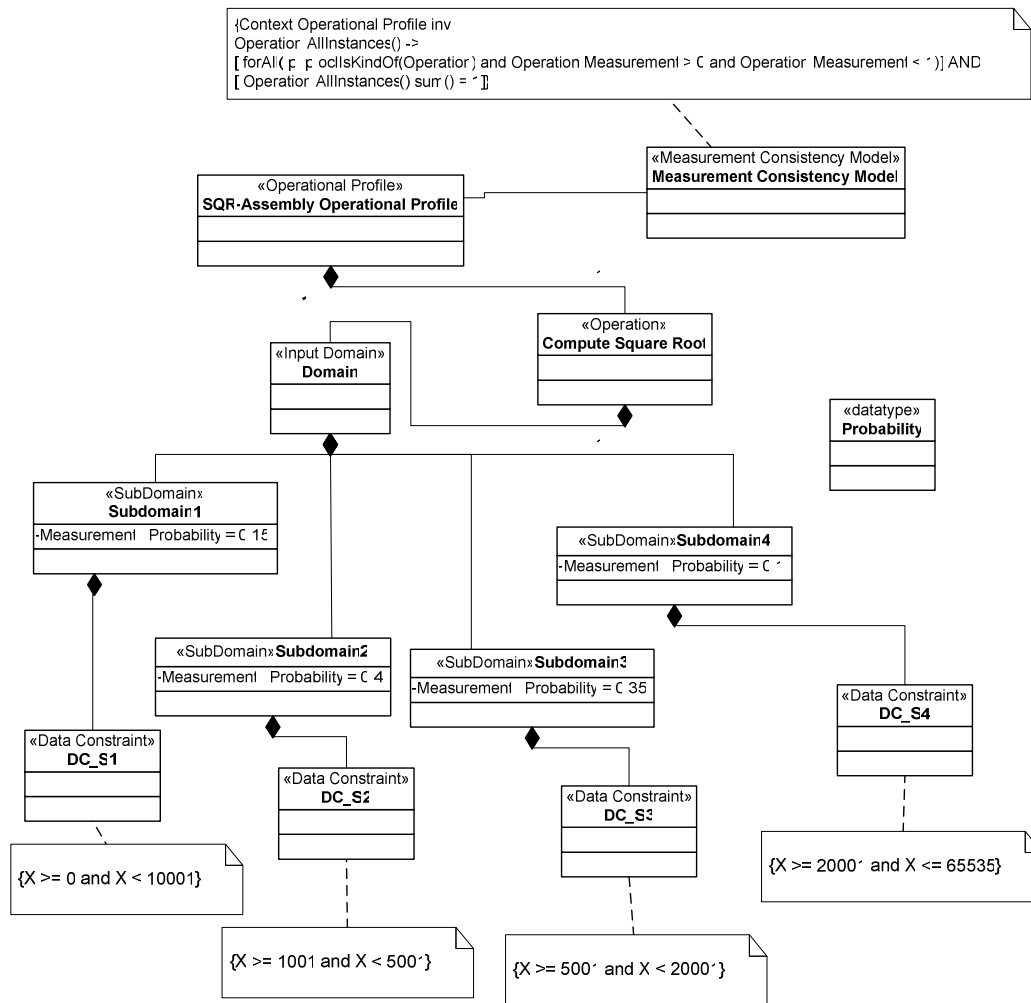 {Context Operational Profile inv
Operation AllInstances() ->
[ forAll( p p oclIsKindOf(Operation) and Operation Measurement > 0 and Operation Measurement < 1 )] AND
[ Operation AllInstances() sum () = 1 ]}
«Measurement Consistency Model»
Measurement Consistency Model
«Operational Profile»
SQR-Assembly Operational Profile
«Operation»
Compute Square Root
«Input Domain»
Domain
«datatype»
Probability
«SubDomain»
Subdomain1
-Measurement Probability = 0 15
«SubDomain» Subdomain4
-Measurement Probability = 0 1
«SubDomain» Subdomain2
-Measurement Probability = 0 4
«SubDomain» Subdomain3
-Measurement Probability = 0 35
«Data Constraint»
DC_S4
«Data Constraint»
DC_S1
«Data Constraint»
DC_S2
«Data Constraint»
DC_S3
{X >= 0 and X < 10001}
{X >= 20001 and X <= 65535}
{X >= 1001 and X < 5001}
{X >= 5001 and X < 20001}